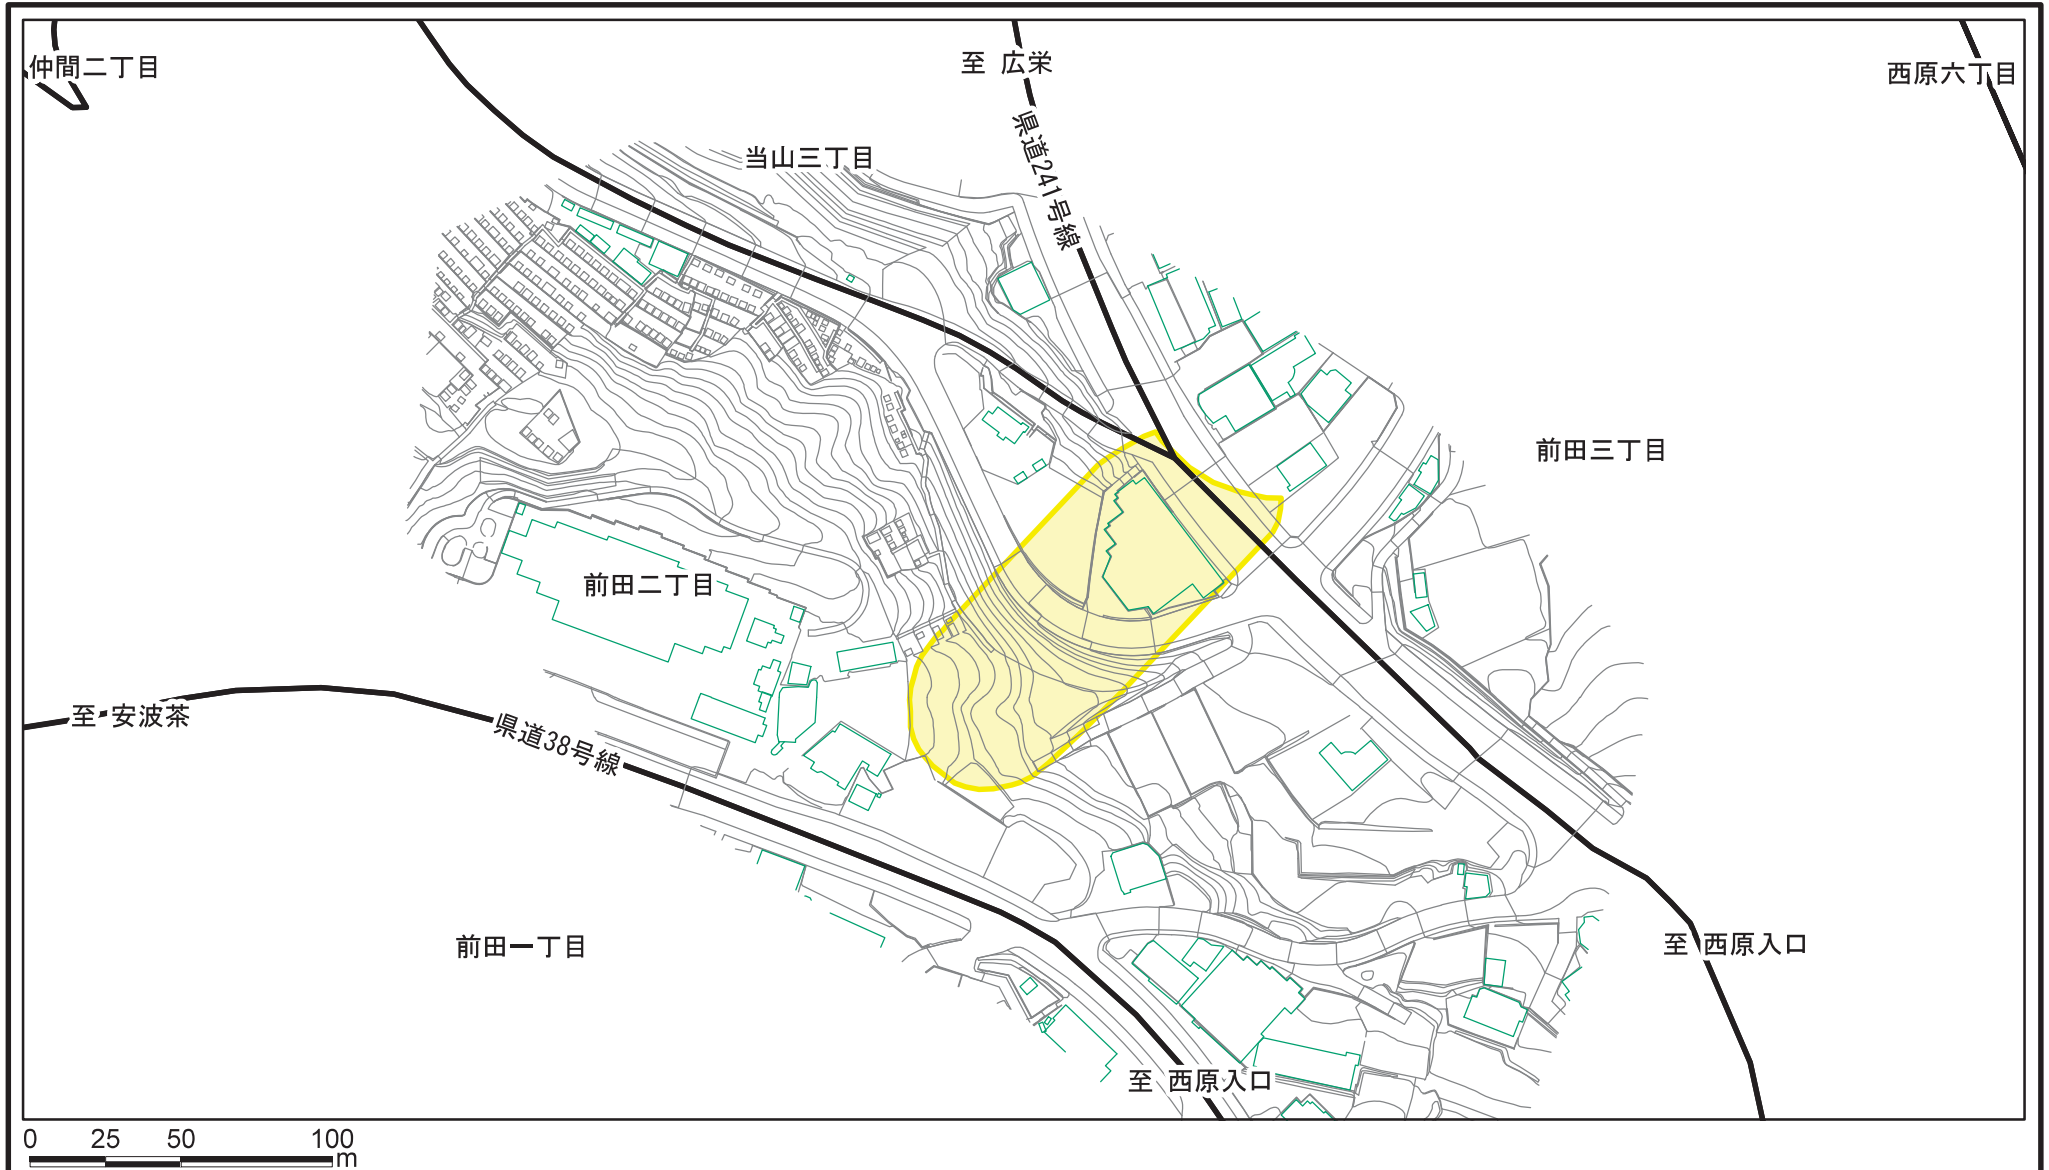 仲間二丁目
至 広栄
西原六丁目
当山三丁目
県道241号線
前田三丁目
前田二丁目
至 安波茶
県道38号線
前田一丁目
至 西原入口
至 西原入口
0 25 50 100
m